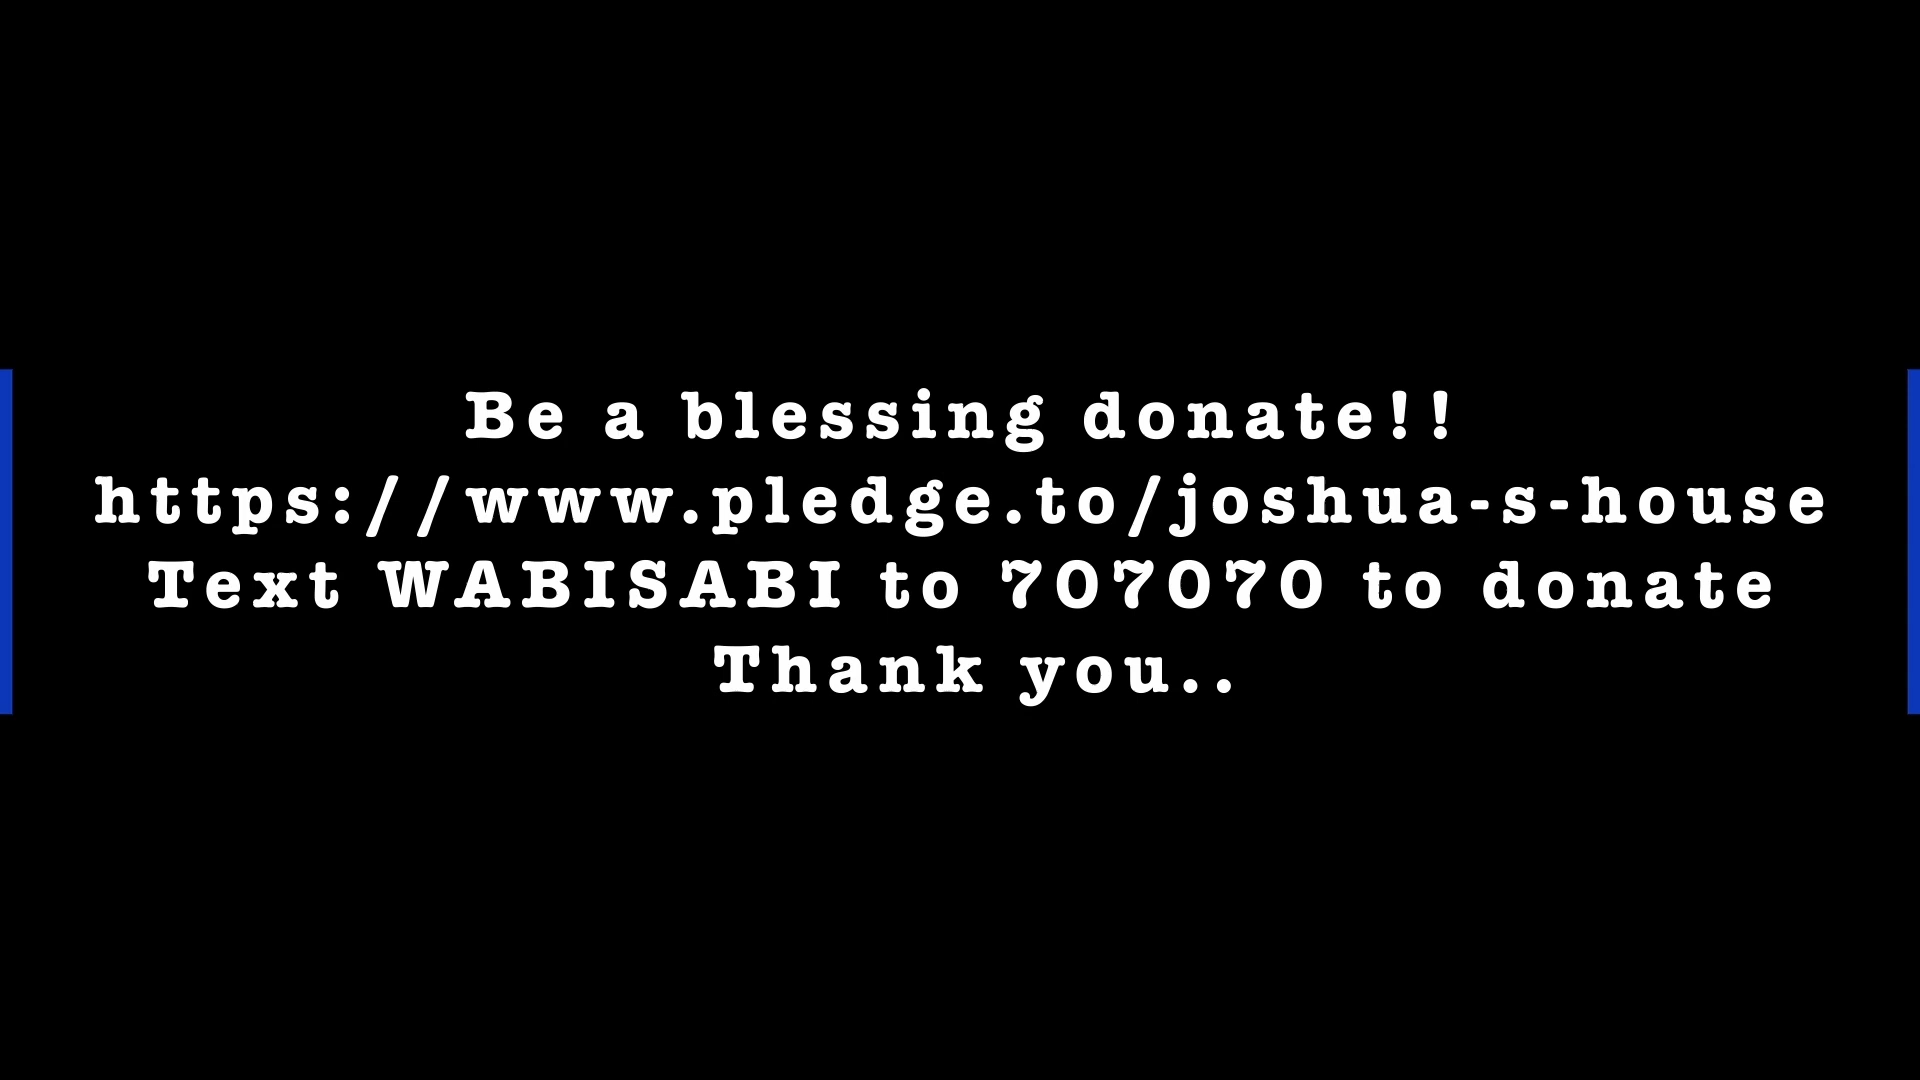 Be a blessing donate!!
https://www.pledge.to/joshua-s-house
Text WABISABI to 707070 to donate
Thank you..